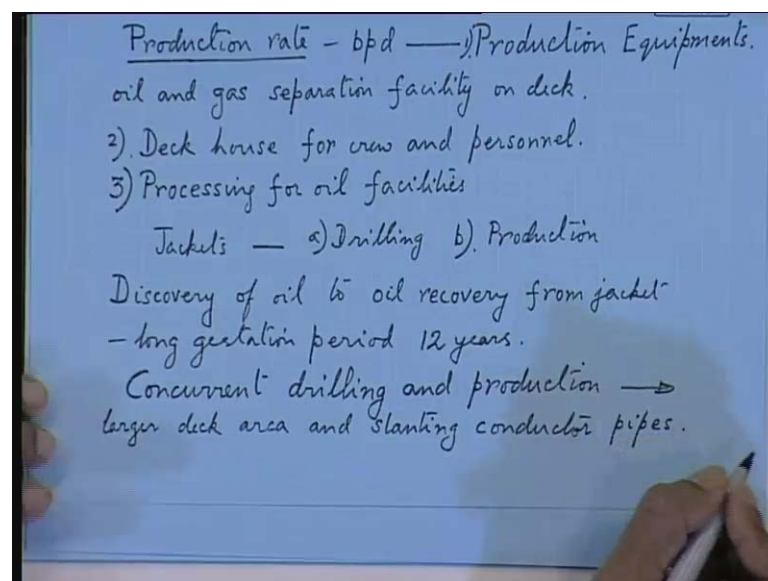 Production rate - bpd — 1). Production Equipments.
oil and gas separation facility on deck.
2). Deck house for crew and personnel.
3) Processing for oil facilities
Jackets — a) Drilling b). Production
Discovery of oil to oil recovery from jacket
- long gestation period 12 years.
Concurrent drilling and production →
larger deck area and slanting conductor pipes.